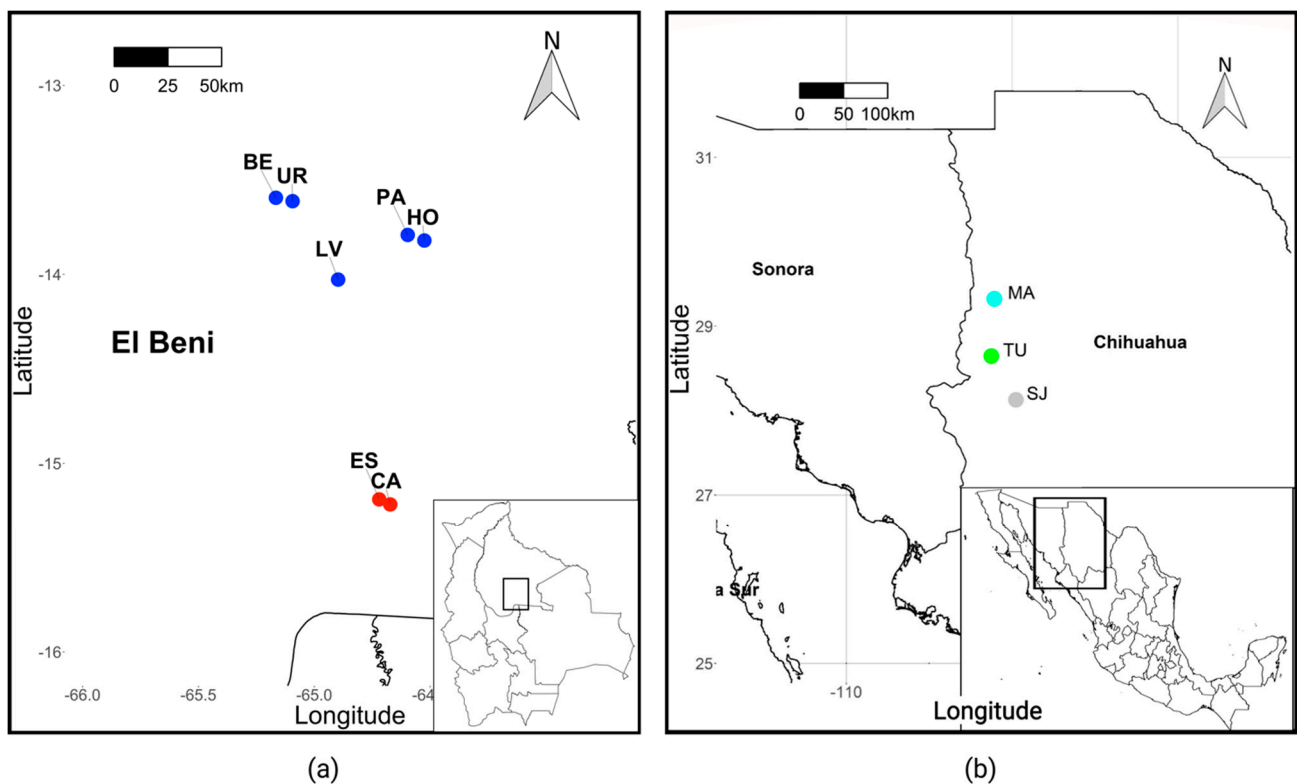 N
0 25 50km
-13
BE
UR
PA
HO
LV
-14
El Beni
Latitude
-15
ES
CA
-16
-66.0 -65.5 -65.0 -64
Longitude
(a)
N
0 50 100km
31
Sonora
MA
29
Chihuahua
TU
Latitude
SJ
27
a Sur
25
-110
Longitude
(b)